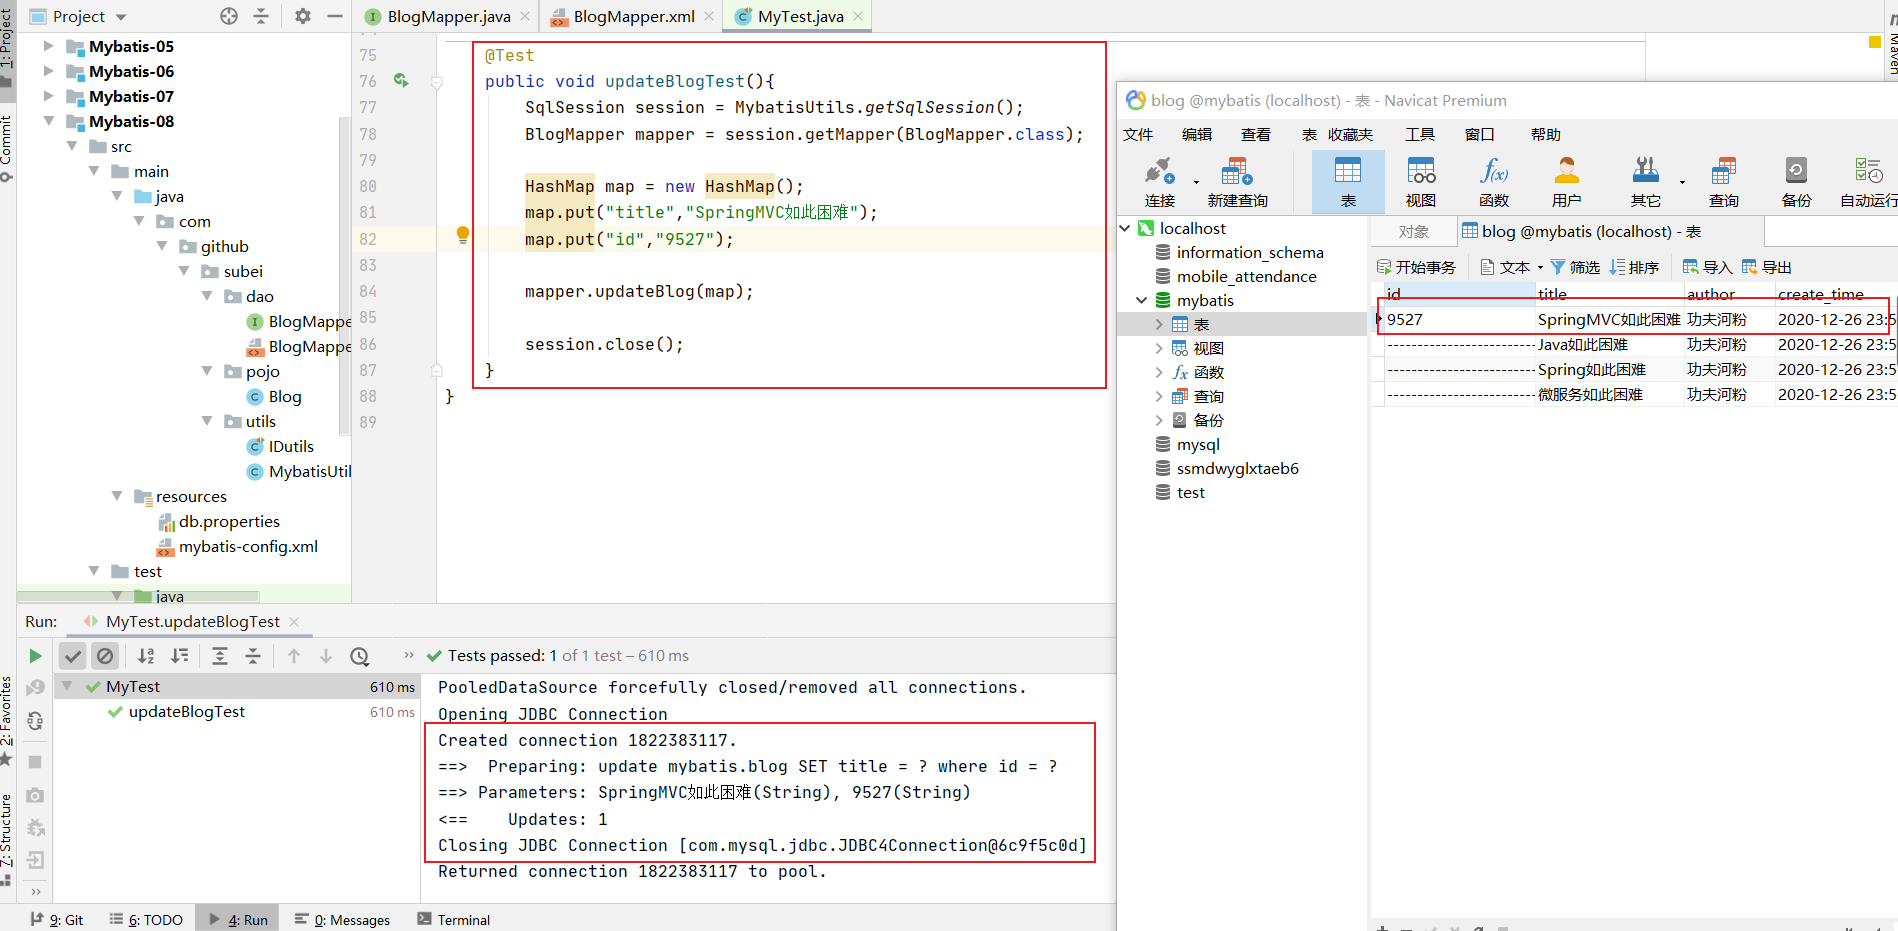 Project
BlogMapper.java
BlogMapper.xml
MyTest.java
1: Project
Commit
2: Favorites
7: Structure
Maven
Mybatis-05
Mybatis-06
Mybatis-07
Mybatis-08
src
main
java
com
github
subei
dao
BlogMappe
BlogMappe
pojo
Blog
utils
IDutils
MybatisUtil
resources
db.properties
mybatis-config.xml
test
java
75 @Test
76 public void updateBlogTest(){
77 SqlSession session = MybatisUtils.getSqlSession();
78 BlogMapper mapper = session.getMapper(BlogMapper.class);
79
80 HashMap map = new HashMap();
81 map.put("title","SpringMVC如此困难");
82 map.put("id","9527");
83
84 mapper.updateBlog(map);
85
86 session.close();
87 }
88 }
89
blog @mybatis (localhost) - 表 - Navicat Premium
文件 编辑 查看 表 收藏夹 工具 窗口 帮助
连接 新建查询 表 视图 函数 用户 其它 查询 备份 自动运行
localhost
information_schema
mobile_attendance
mybatis
表
视图
函数
查询
备份
mysql
ssmdwyglxtaeb6
test
对象 blog @mybatis (localhost) - 表
开始事务 文本 筛选 排序 导入 导出
id title author create_time
9527 SpringMVC如此困难 功夫河粉 2020-12-26 23:5
------------------------- Java如此困难 功夫河粉 2020-12-26 23:5
------------------------- Spring如此困难 功夫河粉 2020-12-26 23:5
------------------------- 微服务如此困难 功夫河粉 2020-12-26 23:5
Run: MyTest.updateBlogTest
Tests passed: 1 of 1 test – 610 ms
MyTest 610 ms
updateBlogTest 610 ms
PooledDataSource forcefully closed/removed all connections.
Opening JDBC Connection
Created connection 1822383117.
==>  Preparing: update mybatis.blog SET title = ? where id = ?
==> Parameters: SpringMVC如此困难(String), 9527(String)
<==    Updates: 1
Closing JDBC Connection [com.mysql.jdbc.JDBC4Connection@6c9f5c0d]
Returned connection 1822383117 to pool.
9: Git 6: TODO 4: Run 0: Messages Terminal